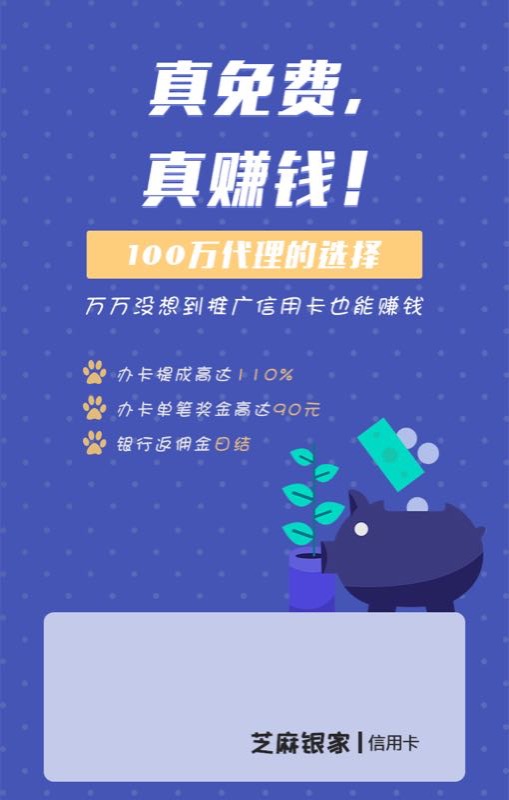 真免费，
真赚钱！
100万代理的选择
万万没想到推广信用卡也能赚钱
办卡提成高达110%
办卡单笔奖金高达90元
银行返佣金日结
芝麻银家 | 信用卡